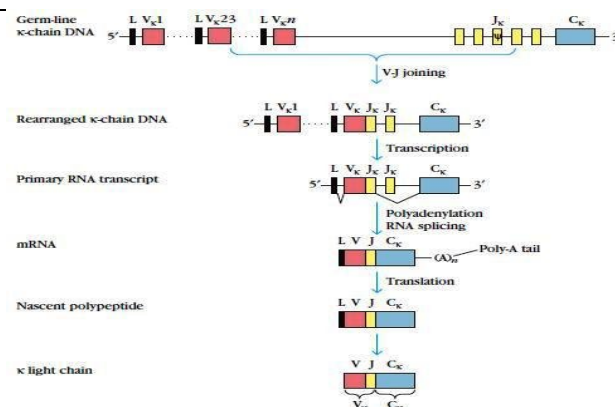 Germ-line
κ-chain DNA
L Vκ1 L Vκ23 L Vκn Jκ Cκ
5′ ψ 3′
V-J joining
L Vκ1 L Vκ Jκ Jκ Cκ
Rearranged κ-chain DNA
5′ 3′
Transcription
L Vκ Jκ Jκ Cκ
Primary RNA transcript
5′ 3′
Polyadenylation
RNA splicing
L V J Cκ
mRNA
(A)n
Poly-A tail
Translation
L V J Cκ
Nascent polypeptide
V J Cκ
κ light chain
Vκ Cκ